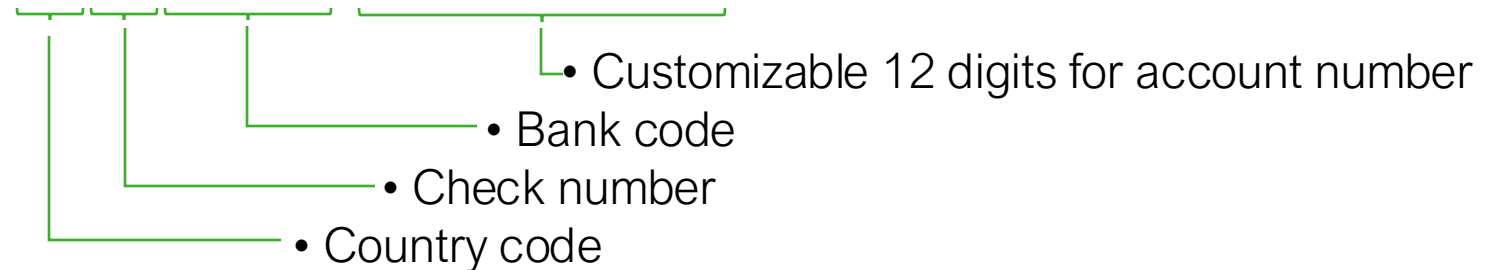 • Customizable 12 digits for account number
• Bank code
• Check number
• Country code